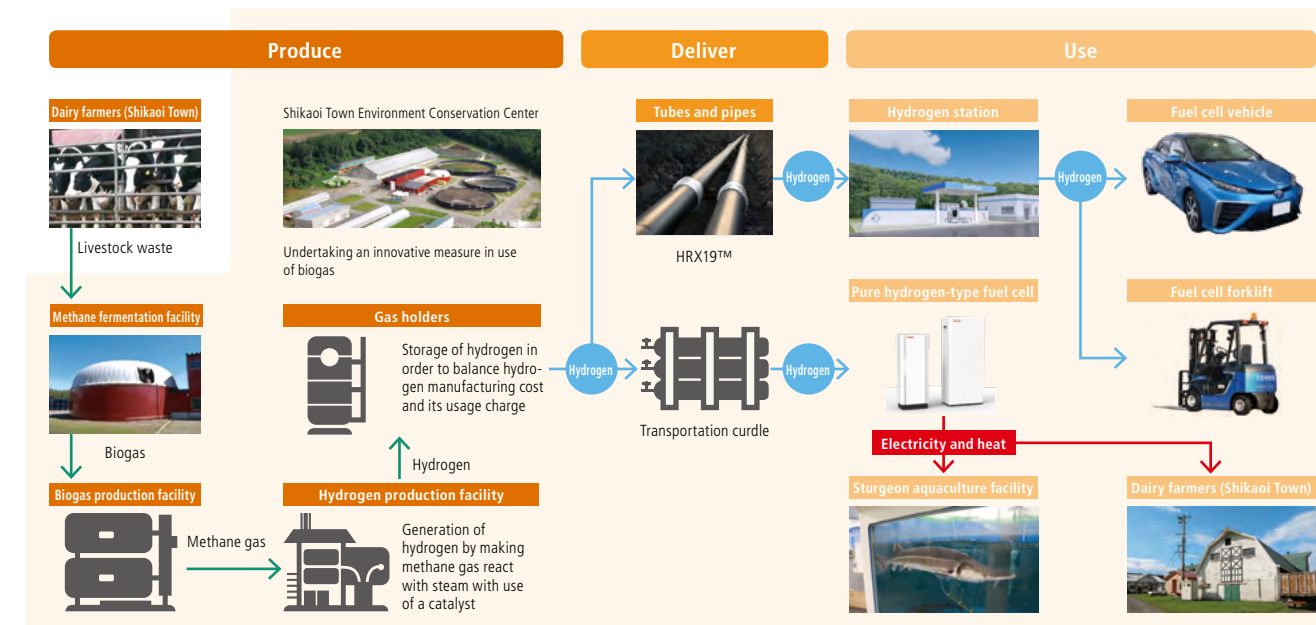 Produce
Deliver
Use
Dairy farmers (Shikaoi Town)
Livestock waste
Methane fermentation facility
Biogas
Biogas production facility
Methane gas
Shikaoi Town Environment Conservation Center
Undertaking an innovative measure in use
of biogas
Gas holders
Storage of hydrogen in
order to balance hydro-
gen manufacturing cost
and its usage charge
Hydrogen
Hydrogen production facility
Generation of
hydrogen by making
methane gas react
with steam with use
of a catalyst
Hydrogen
Tubes and pipes
HRX19™
Hydrogen
Transportation curdle
Hydrogen
Hydrogen station
Hydrogen
Fuel cell vehicle
Pure hydrogen-type fuel cell
Fuel cell forklift
TOYOTA
Electricity and heat
Sturgeon aquaculture facility
Dairy farmers (Shikaoi Town)